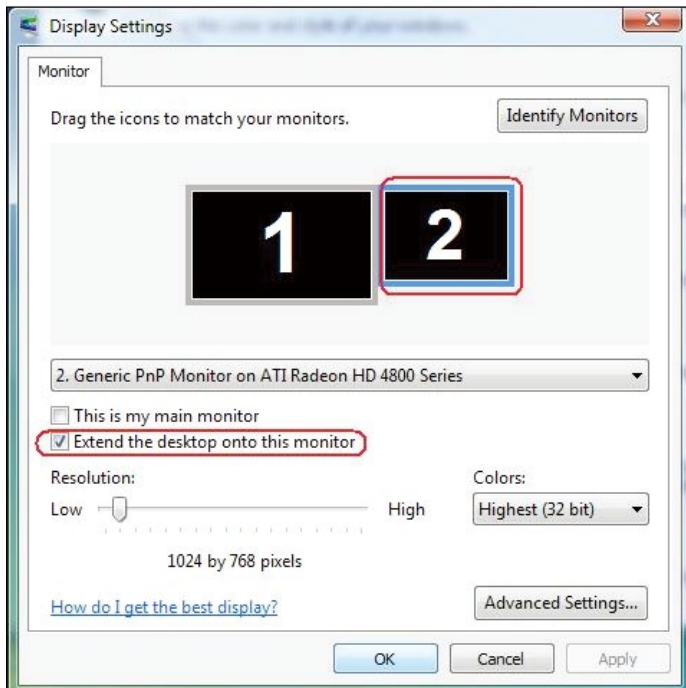 Display Settings
Monitor
Drag the icons to match your monitors.
Identify Monitors
1
2
2. Generic PnP Monitor on ATI Radeon HD 4800 Series
This is my main monitor
Extend the desktop onto this monitor
Resolution:
Colors:
Low
High
Highest (32 bit)
1024 by 768 pixels
How do I get the best display?
Advanced Settings...
OK
Cancel
Apply